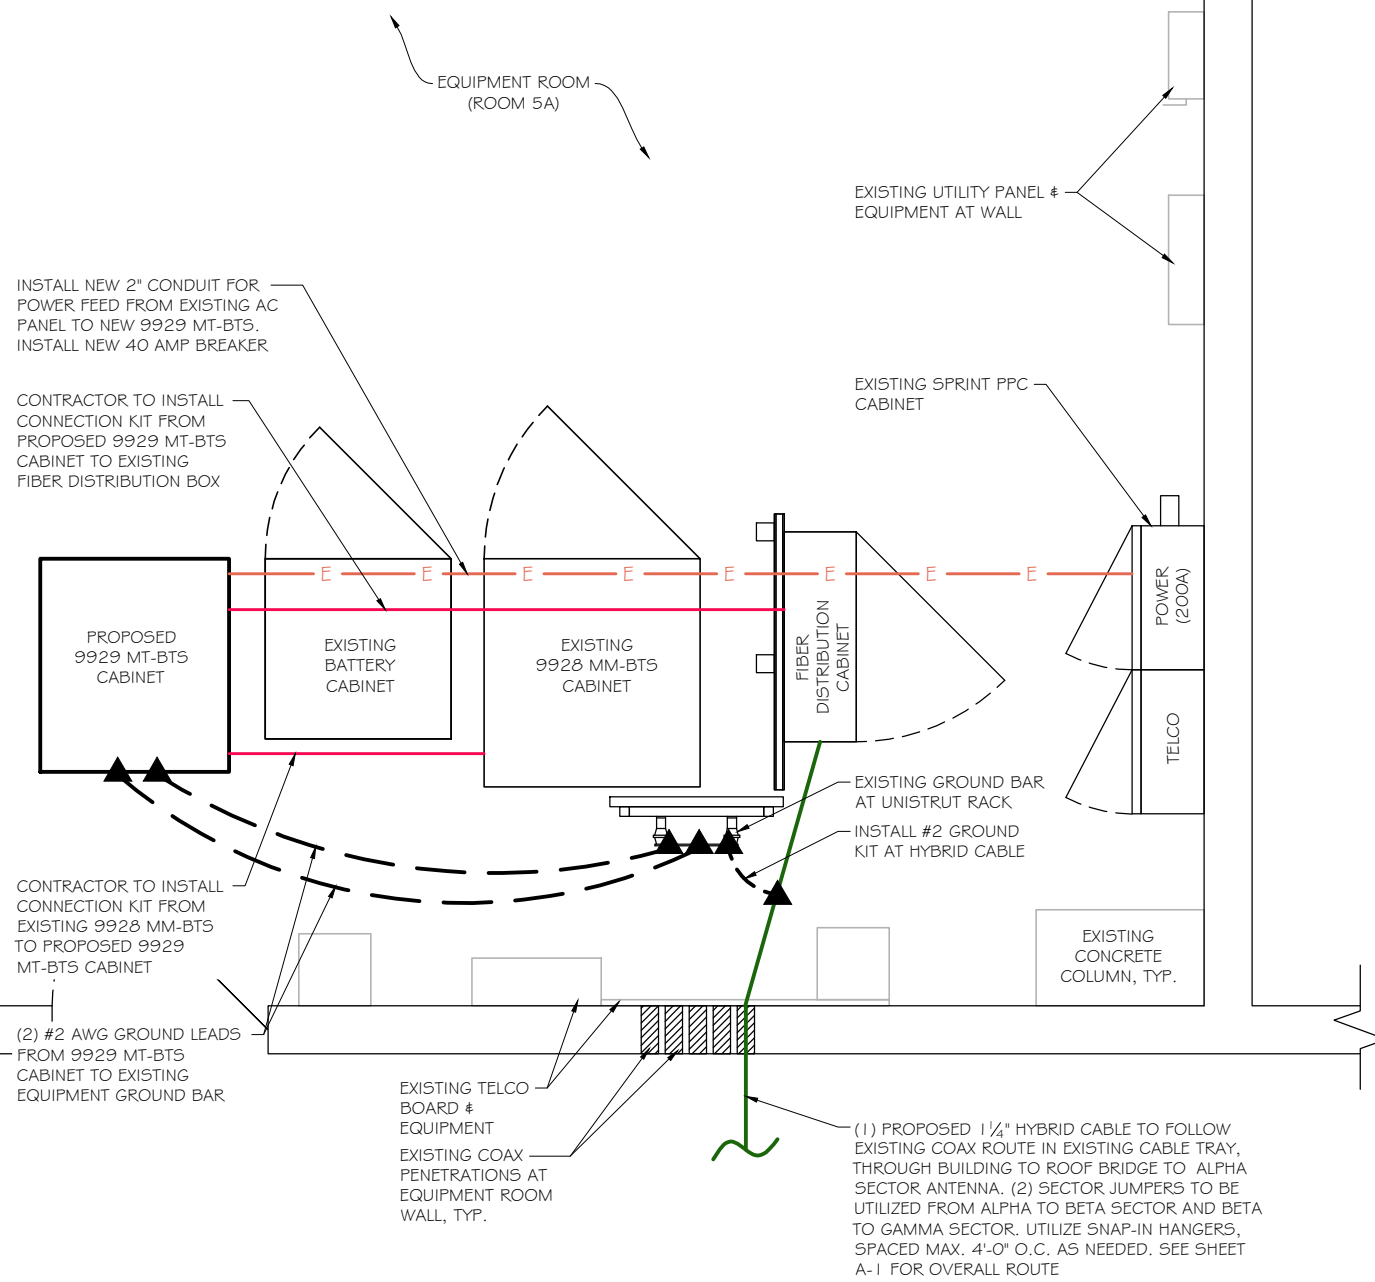 EQUIPMENT ROOM
(ROOM 5A)
EXISTING UTILITY PANEL &
EQUIPMENT AT WALL
INSTALL NEW 2" CONDUIT FOR
POWER FEED FROM EXISTING AC
PANEL TO NEW 9929 MT-BTS.
INSTALL NEW 40 AMP BREAKER
CONTRACTOR TO INSTALL
CONNECTION KIT FROM
PROPOSED 9929 MT-BTS
CABINET TO EXISTING
FIBER DISTRIBUTION BOX
EXISTING SPRINT PPC
CABINET
E E E E E E E E
PROPOSED
9929 MT-BTS
CABINET
EXISTING
BATTERY
CABINET
EXISTING
9928 MM-BTS
CABINET
FIBER
DISTRIBUTION
CABINET
POWER
(200A)
TELCO
EXISTING GROUND BAR
AT UNISTRUT RACK
INSTALL #2 GROUND
KIT AT HYBRID CABLE
CONTRACTOR TO INSTALL
CONNECTION KIT FROM
EXISTING 9928 MM-BTS
TO PROPOSED 9929
MT-BTS CABINET
EXISTING
CONCRETE
COLUMN, TYP.
(2) #2 AWG GROUND LEADS
FROM 9929 MT-BTS
CABINET TO EXISTING
EQUIPMENT GROUND BAR
EXISTING TELCO
BOARD &
EQUIPMENT
EXISTING COAX
PENETRATIONS AT
EQUIPMENT ROOM
WALL, TYP.
(1) PROPOSED 1 1/4" HYBRID CABLE TO FOLLOW
EXISTING COAX ROUTE IN EXISTING CABLE TRAY,
THROUGH BUILDING TO ROOF BRIDGE TO ALPHA
SECTOR ANTENNA. (2) SECTOR JUMPERS TO BE
UTILIZED FROM ALPHA TO BETA SECTOR AND BETA
TO GAMMA SECTOR. UTILIZE SNAP-IN HANGERS,
SPACED MAX. 4'-0" O.C. AS NEEDED. SEE SHEET
A-1 FOR OVERALL ROUTE